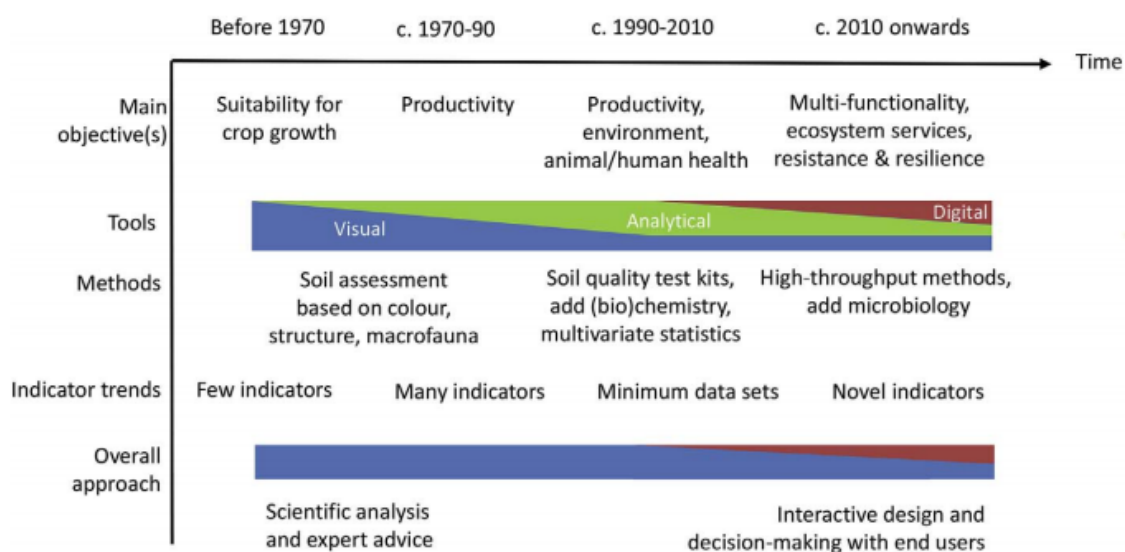 Before 1970
c. 1970-90
c. 1990-2010
c. 2010 onwards
Time
Main
objective(s)
Suitability for
crop growth
Productivity
Productivity,
environment,
animal/human health
Multi-functionality,
ecosystem services,
resistance & resilience
Tools
Visual
Analytical
Digital
Methods
Soil assessment
based on colour,
structure, macrofauna
Soil quality test kits,
add (bio)chemistry,
multivariate statistics
High-throughput methods,
add microbiology
Indicator trends
Few indicators
Many indicators
Minimum data sets
Novel indicators
Overall
approach
Scientific analysis
and expert advice
Interactive design and
decision-making with end users